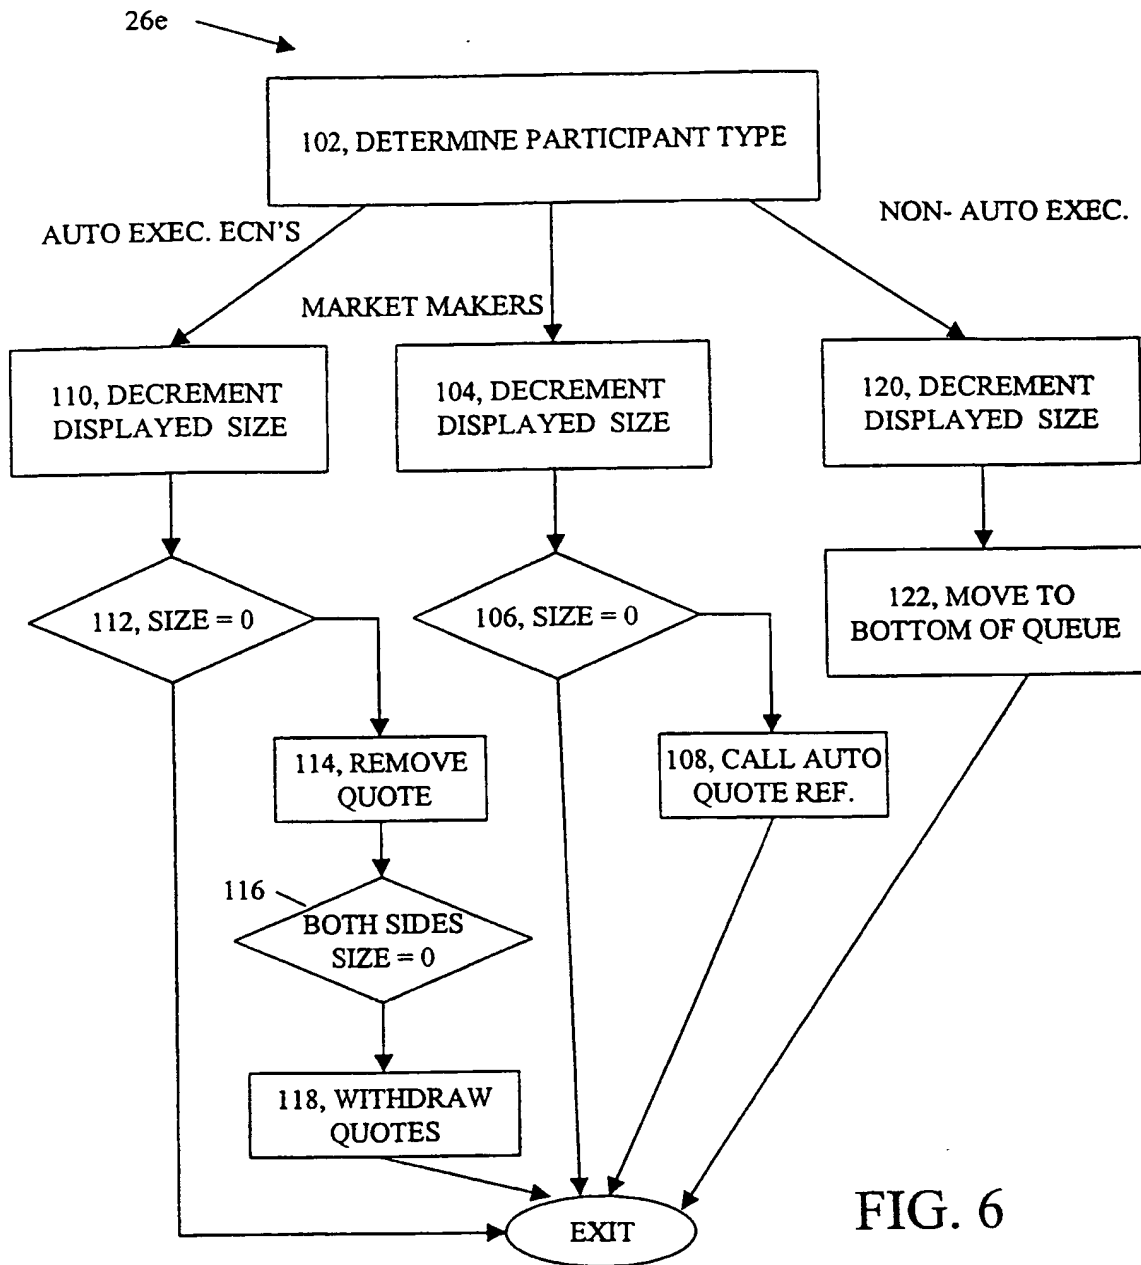 26e
102, DETERMINE PARTICIPANT TYPE
AUTO EXEC. ECN'S
NON- AUTO EXEC.
MARKET MAKERS
110, DECREMENT
DISPLAYED SIZE
104, DECREMENT
DISPLAYED SIZE
120, DECREMENT
DISPLAYED SIZE
112, SIZE = 0
106, SIZE = 0
122, MOVE TO
BOTTOM OF QUEUE
114, REMOVE
QUOTE
108, CALL AUTO
QUOTE REF.
116
BOTH SIDES
SIZE = 0
118, WITHDRAW
QUOTES
EXIT
FIG. 6